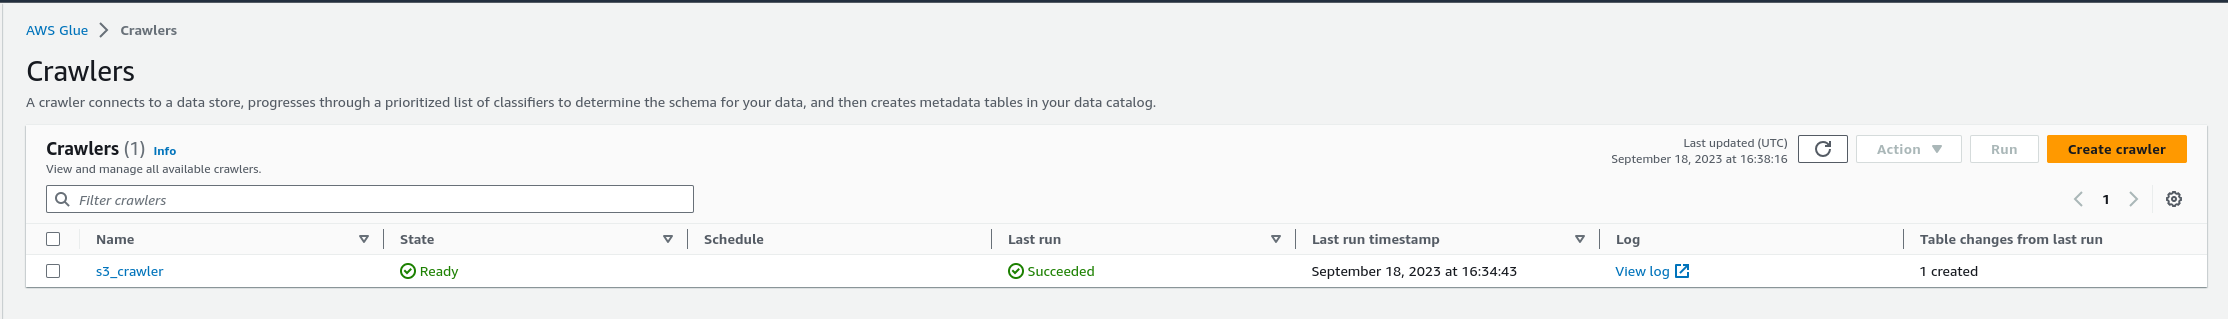 AWS Glue > Crawlers
Crawlers
A crawler connects to a data store, progresses through a prioritized list of classifiers to determine the schema for your data, and then creates metadata tables in your data catalog.
Crawlers (1) Info
View and manage all available crawlers.
Last updated (UTC)
September 18, 2023 at 16:38:16
Action
Run
Create crawler
Filter crawlers
1
Name State Schedule Last run Last run timestamp Log Table changes from last run
s3_crawler Ready Succeeded September 18, 2023 at 16:34:43 View log 1 created